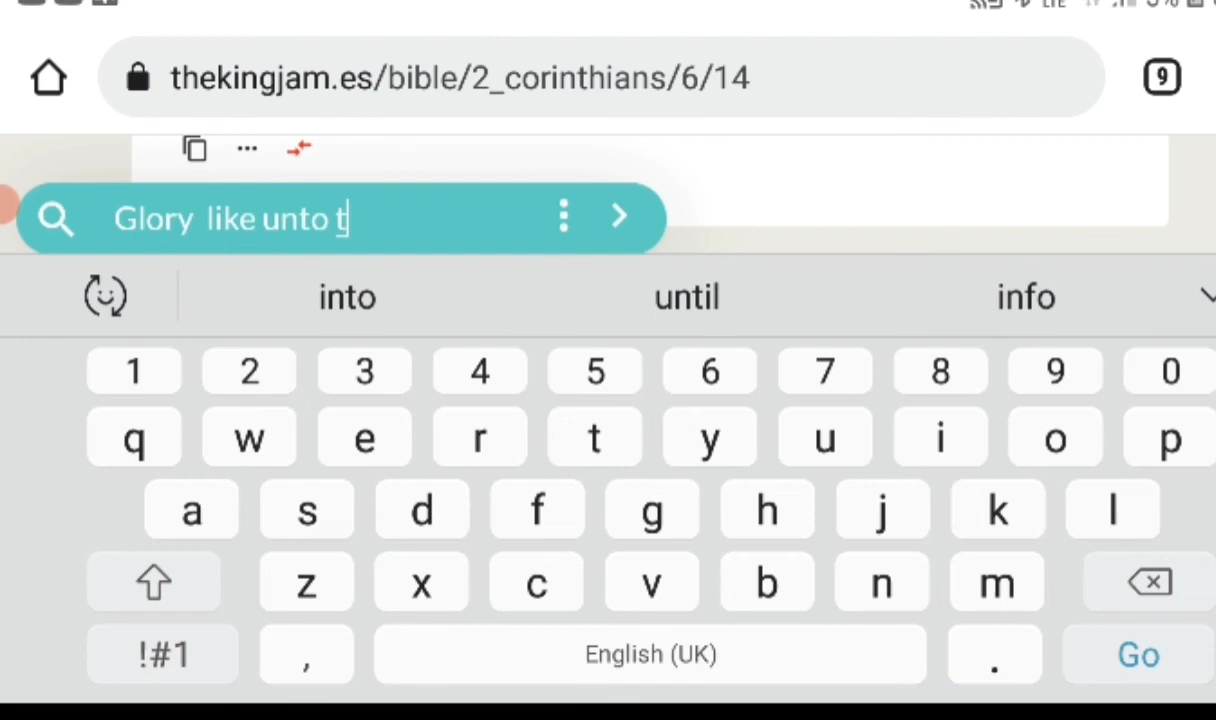 LTE
thekingjam.es/bible/2_corinthians/6/14
9
Glory like unto t
into until info
1 2 3 4 5 6 7 8 9 0
q w e r t y u i o p
a s d f g h j k l
z x c v b n m
!#1 , English (UK) . Go